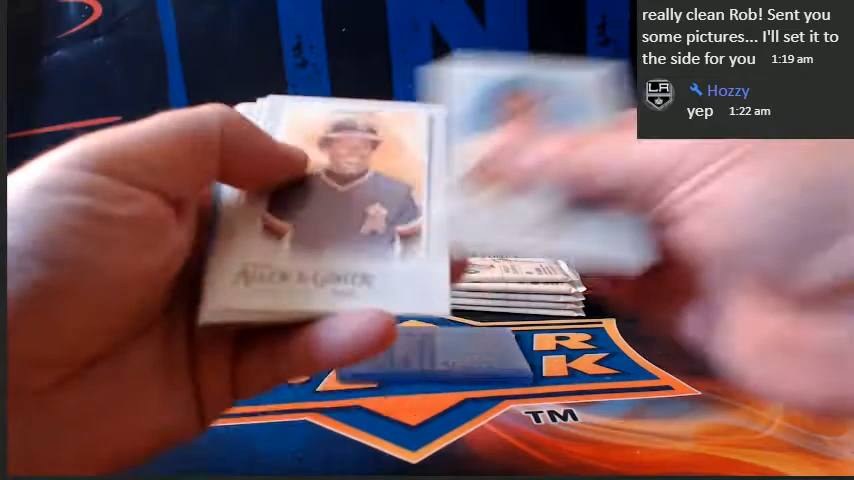 really clean Rob! Sent you
some pictures... I'll set it to
the side for you 1:19 am
Hozzy
yep 1:22 am
LA
ALLEN & GINTER
R
K
TM